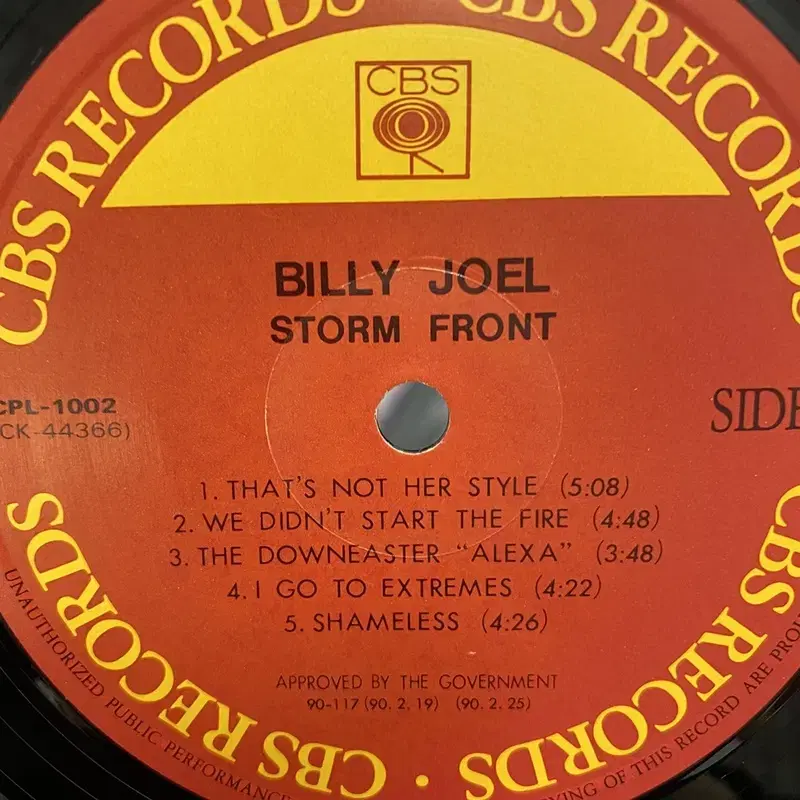 CBS RECORDS
CBS RECORDS
CBS
BILLY JOEL
STORM FRONT
CPL-1002
CK-44366)
SIDE
1. THAT'S NOT HER STYLE (5:08)
2. WE DIDN'T START THE FIRE (4:48)
3. THE DOWNEASTER "ALEXA" (3:48)
4. I GO TO EXTREMES (4:22)
5. SHAMELESS (4:26)
APPROVED BY THE GOVERNMENT
90-117 (90. 2. 19) (90. 2. 25)
CBS RECORDS · CBS RECORDS
UNAUTHORIZED PUBLIC PERFORMANCE
OF THIS RECORD ARE